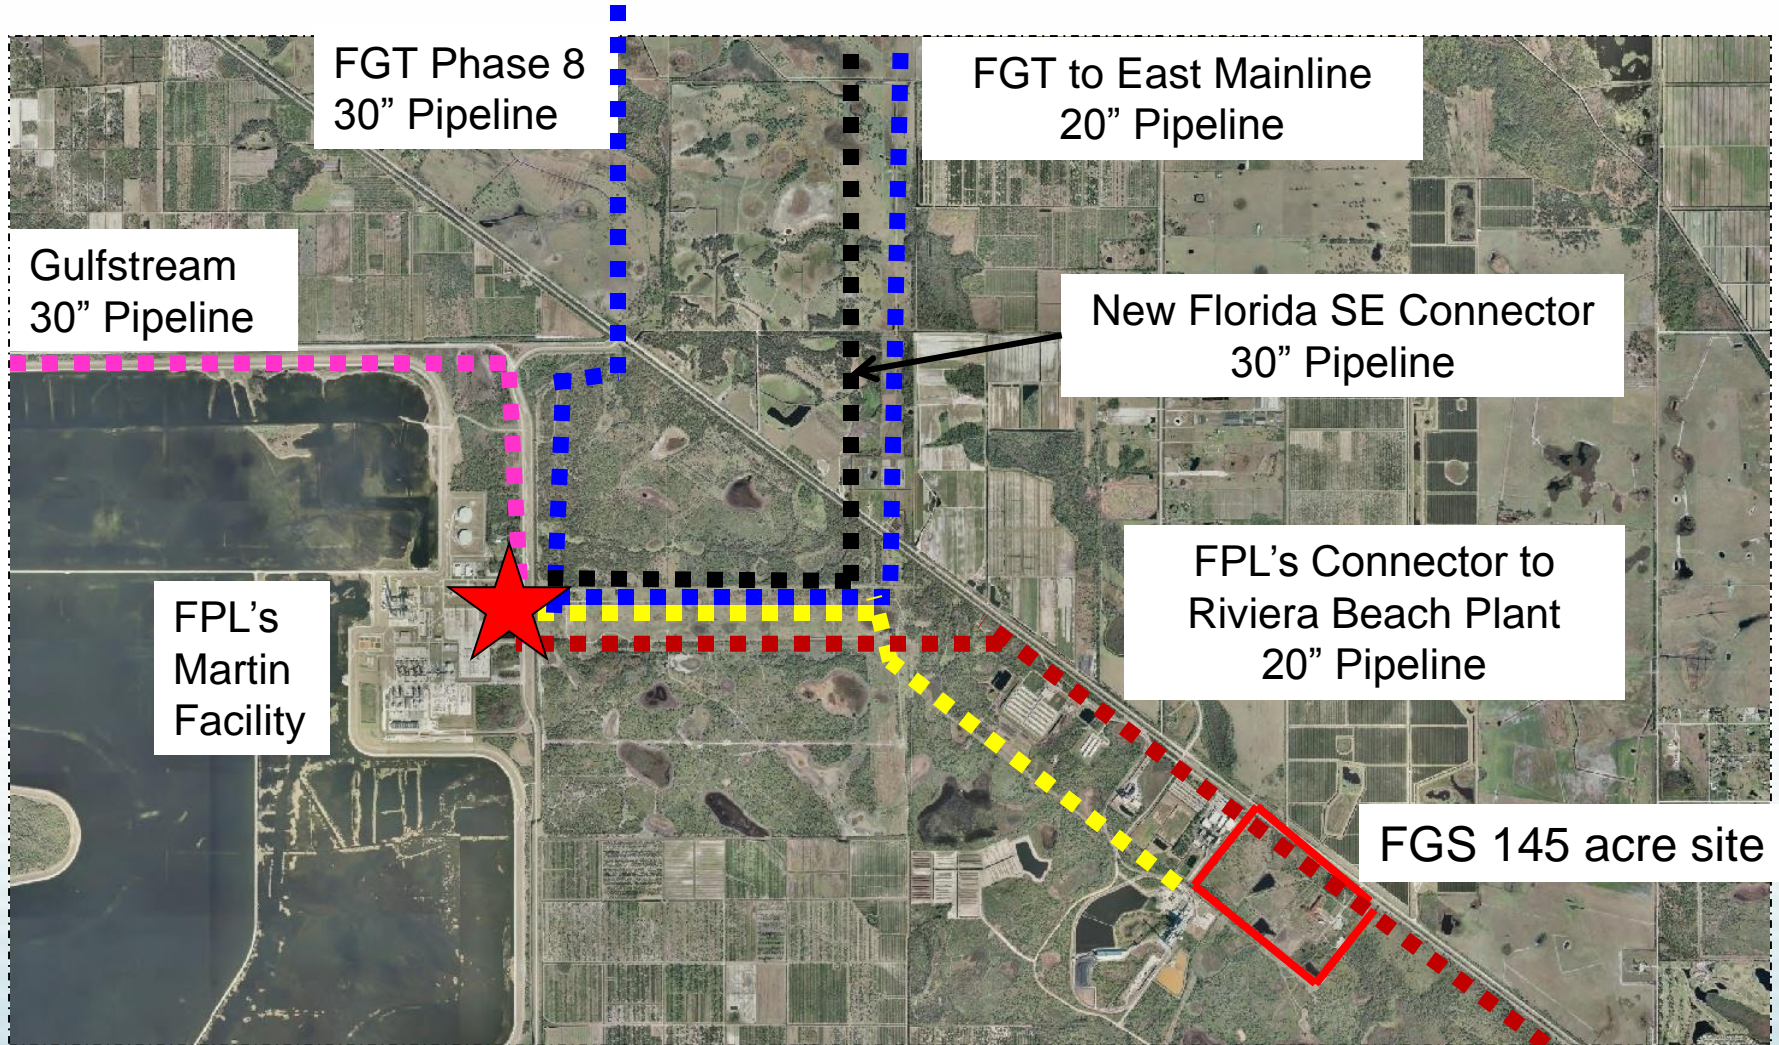 FGT Phase 8
30” Pipeline
FGT to East Mainline
20” Pipeline
Gulfstream
30” Pipeline
New Florida SE Connector
30” Pipeline
FPL’s Connector to
Riviera Beach Plant
20” Pipeline
FPL’s
Martin
Facility
FGS 145 acre site